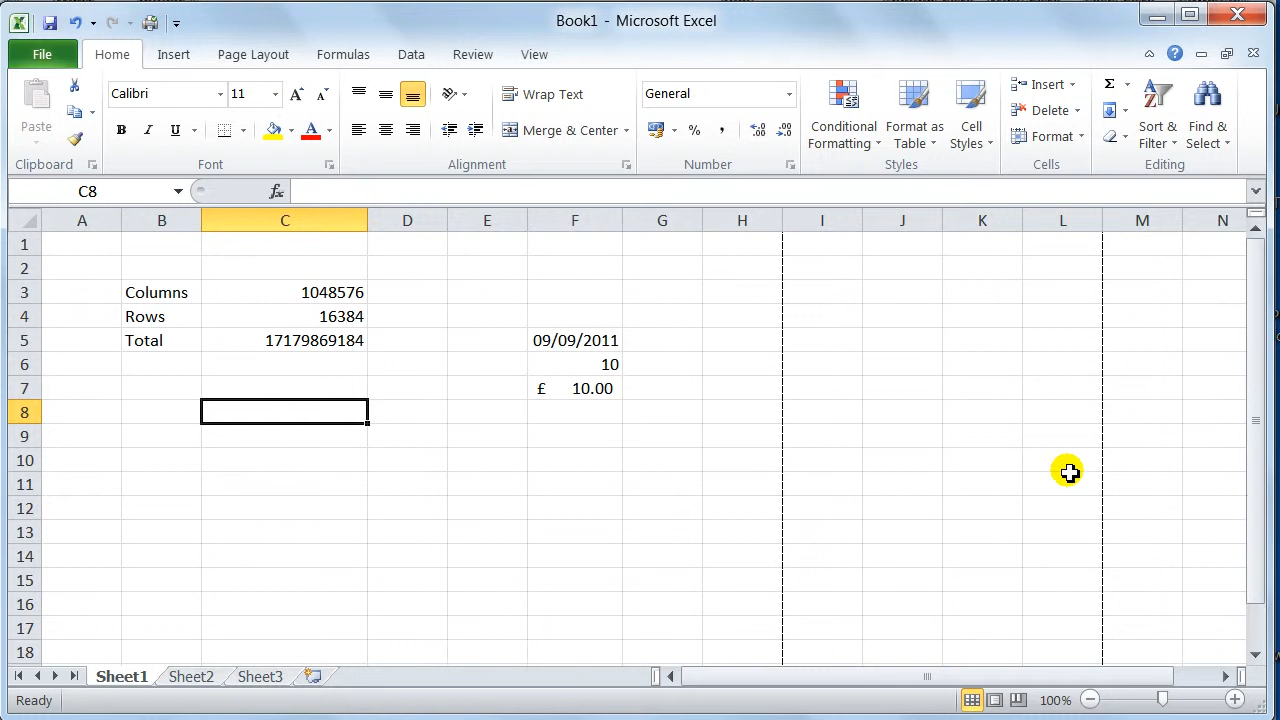 Book1 - Microsoft Excel
File Home Insert Page Layout Formulas Data Review View
Paste
Calibri 11
B I U
Wrap Text
Merge & Center
General
%
Conditional Formatting
Format as Table
Cell Styles
Insert
Delete
Format
Σ
Sort & Filter
Find & Select
Clipboard Font Alignment Number Styles Cells Editing
C8 fx
A B C D E F G H I J K L M N
1
2
3 Columns 1048576
4 Rows 16384
5 Total 17179869184 09/09/2011
6 10
7 £ 10.00
8
9
10
11
12
13
14
15
16
17
18
Sheet1 Sheet2 Sheet3
Ready 100%